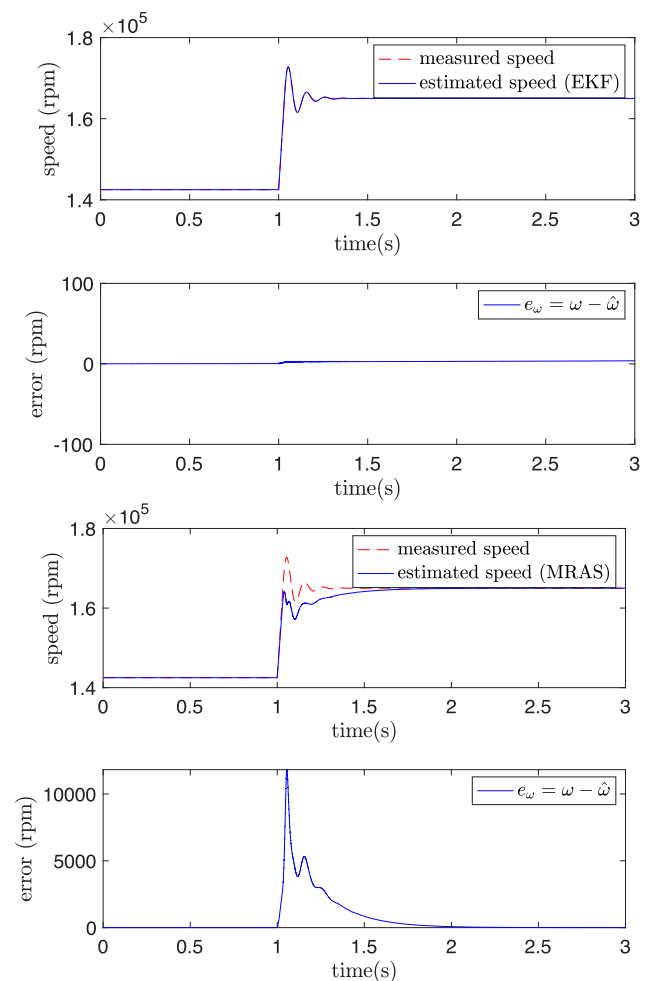 ×10⁵
1.8
1.6
1.4
speed (rpm)
measured speed
estimated speed (EKF)
0 0.5 1 1.5 2 2.5 3
time(s)
100
0
-100
error (rpm)
e_ω = ω − ω̂
0 0.5 1 1.5 2 2.5 3
time(s)
×10⁵
1.8
1.6
1.4
speed (rpm)
measured speed
estimated speed (MRAS)
0 0.5 1 1.5 2 2.5 3
time(s)
10000
5000
0
error (rpm)
e_ω = ω − ω̂
0 0.5 1 1.5 2 2.5 3
time(s)